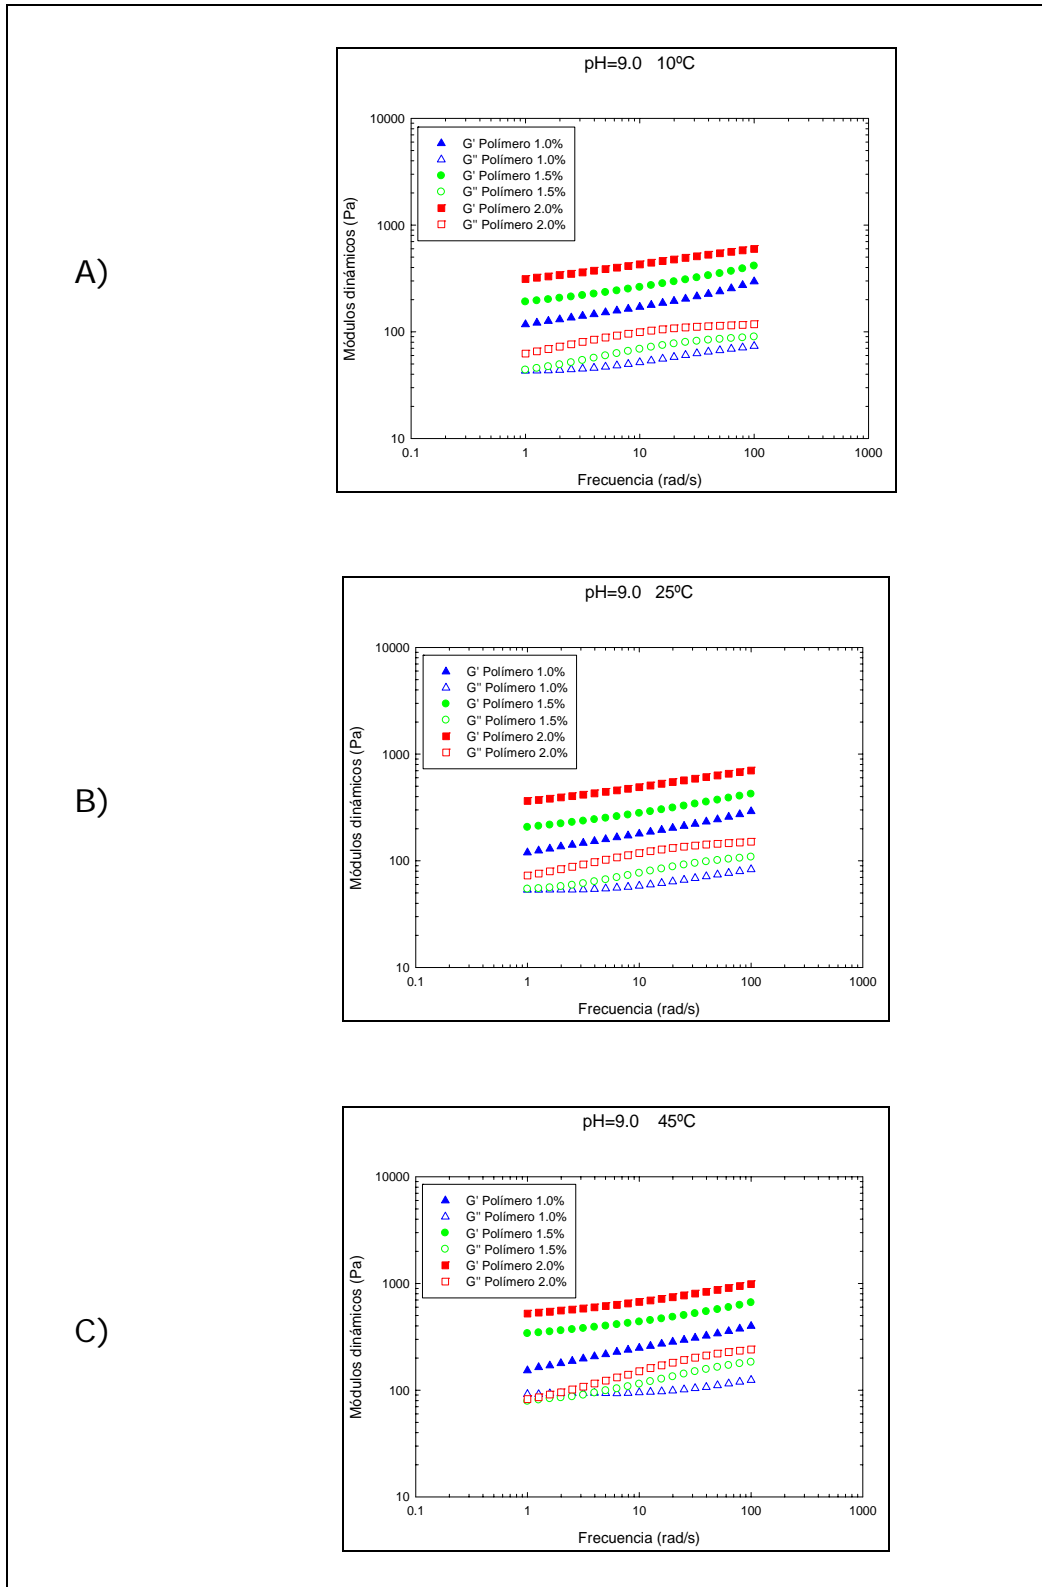 A)
pH=9.0 10ºC
Módulos dinámicos (Pa)
10000
1000
100
10
G' Polímero 1.0%
G" Polímero 1.0%
G' Polímero 1.5%
G" Polímero 1.5%
G' Polímero 2.0%
G" Polímero 2.0%
0.1 1 10 100 1000
Frecuencia (rad/s)
B)
pH=9.0 25ºC
Módulos dinámicos (Pa)
10000
1000
100
10
G' Polímero 1.0%
G" Polímero 1.0%
G' Polímero 1.5%
G" Polímero 1.5%
G' Polímero 2.0%
G" Polímero 2.0%
0.1 1 10 100 1000
Frecuencia (rad/s)
C)
pH=9.0 45ºC
Módulos dinámicos (Pa)
10000
1000
100
10
G' Polímero 1.0%
G" Polímero 1.0%
G' Polímero 1.5%
G" Polímero 1.5%
G' Polímero 2.0%
G" Polímero 2.0%
0.1 1 10 100 1000
Frecuencia (rad/s)